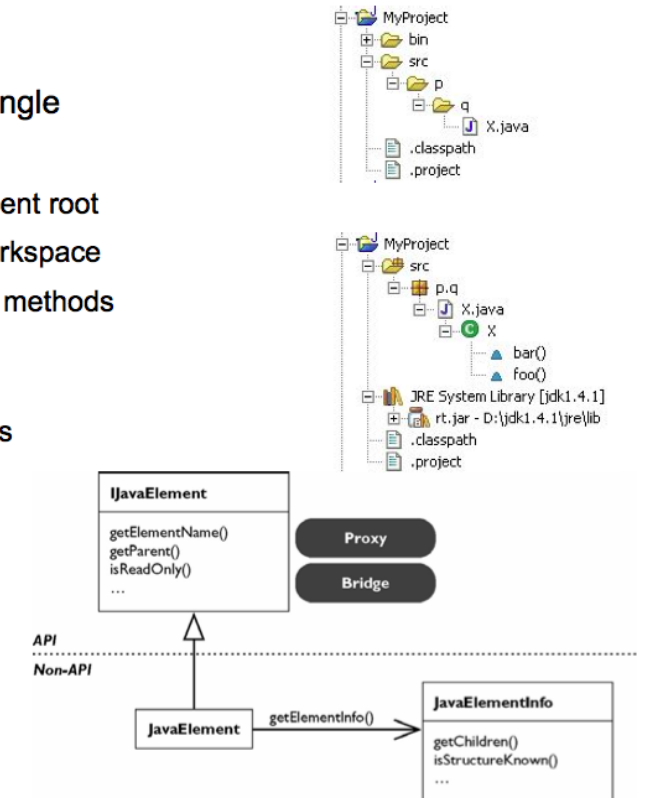 MyProject
bin
src
p
q
X.java
.classpath
.project
ent root
methods
MyProject
src
p.q
X.java
C X
bar()
foo()
JRE System Library [jdk1.4.1]
rt.jar - D:\jdk1.4.1\jre\lib
.classpath
.project
IJavaElement
getElementName()
getParent()
isReadOnly()
...
Proxy
Bridge
API
Non-API
JavaElement
getElementInfo()
JavaElementInfo
getChildren()
isStructureKnown()
...